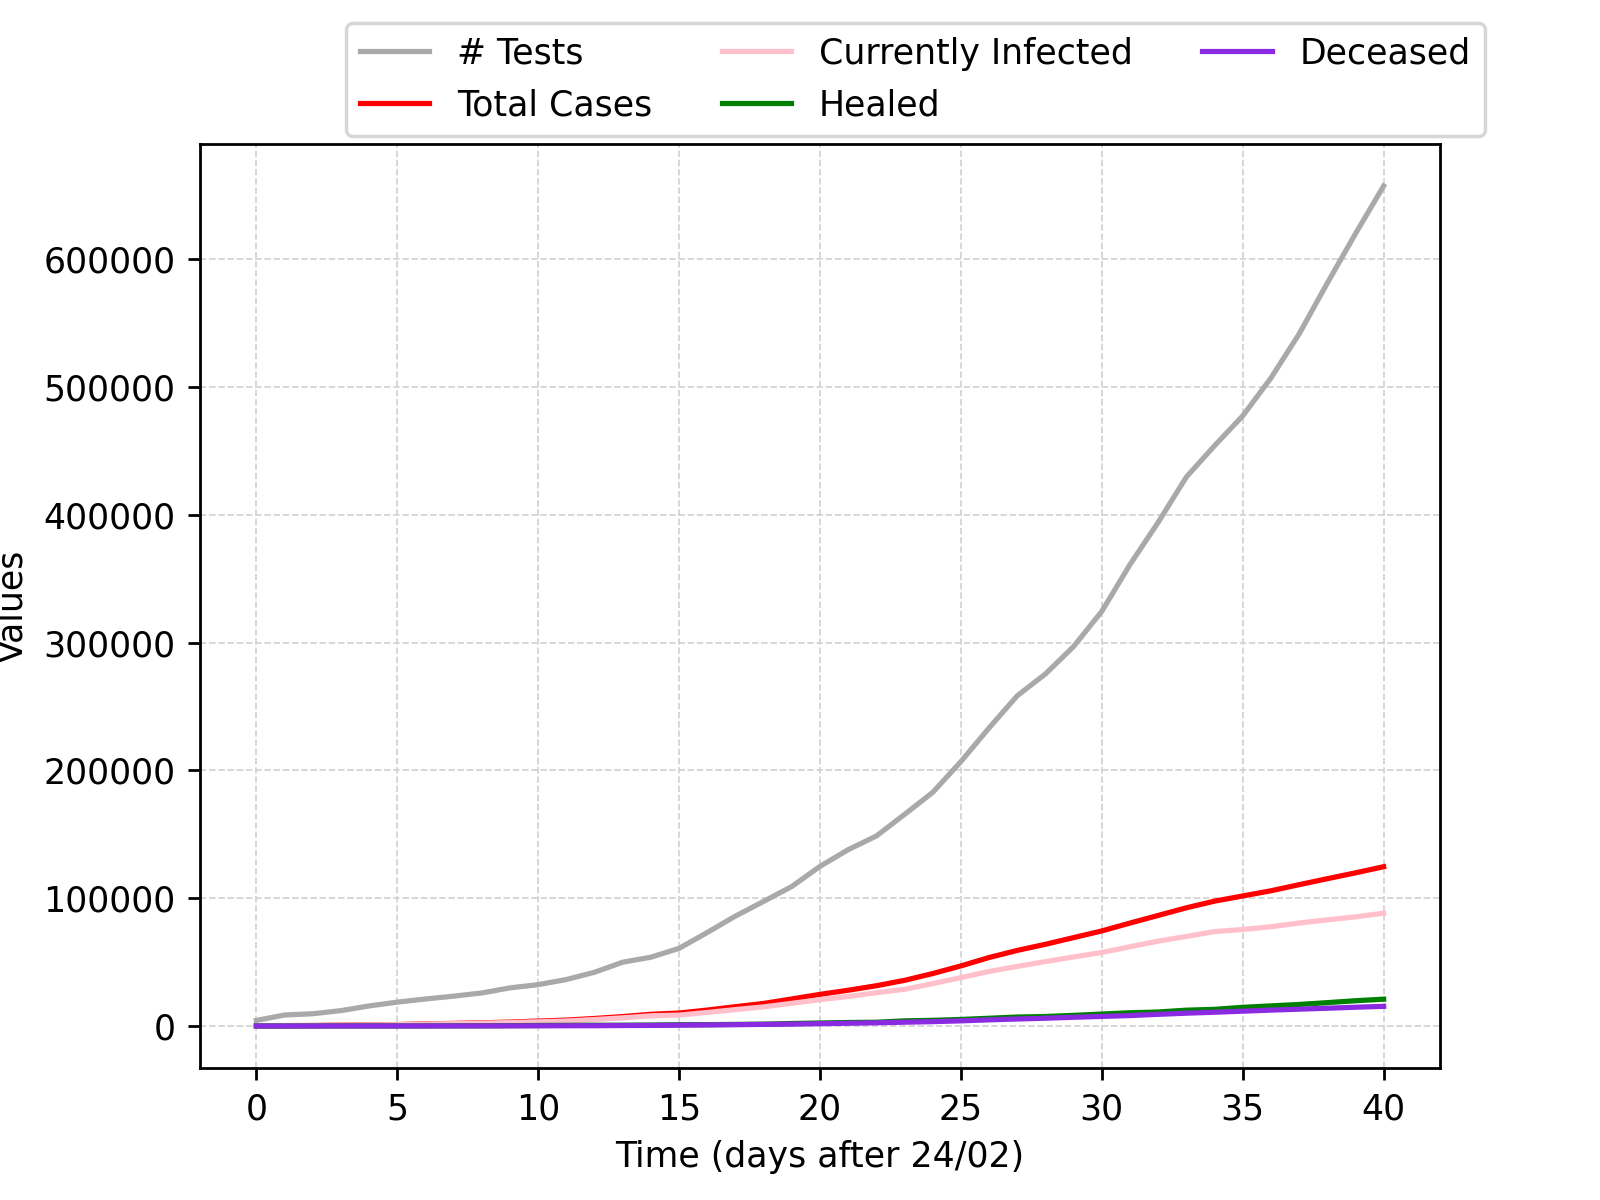 # Tests
Total Cases
Currently Infected
Healed
Deceased
600000
500000
400000
300000
200000
100000
0
Values
0 5 10 15 20 25 30 35 40
Time (days after 24/02)